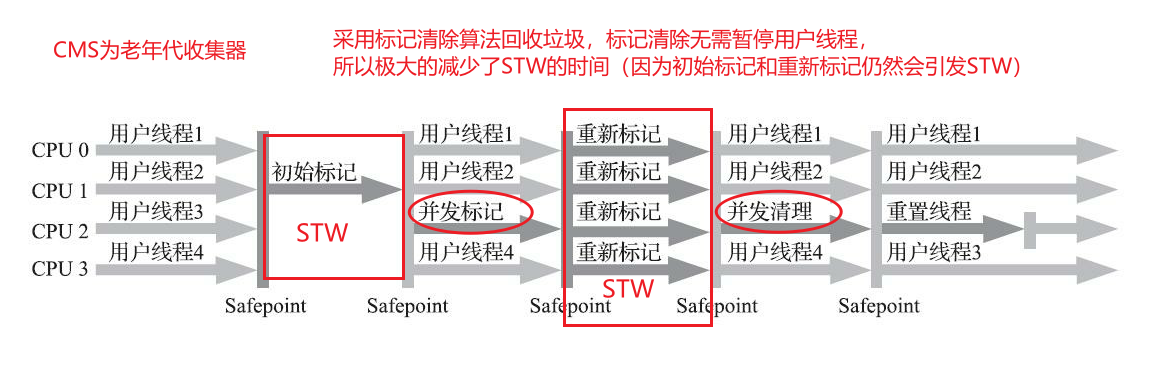 CMS为老年代收集器
采用标记清除算法回收垃圾，标记清除无需暂停用户线程，
所以极大的减少了STW的时间（因为初始标记和重新标记仍然会引发STW）
CPU 0 用户线程1 用户线程1 重新标记 用户线程1 用户线程1
CPU 1 用户线程2 初始标记 用户线程2 重新标记 用户线程2 用户线程2
CPU 2 用户线程3 STW 并发标记 重新标记 并发清理 重置线程
CPU 3 用户线程4 用户线程4 重新标记 用户线程4 用户线程3
STW
Safepoint Safepoint Safepoint Safepoint Safepoint